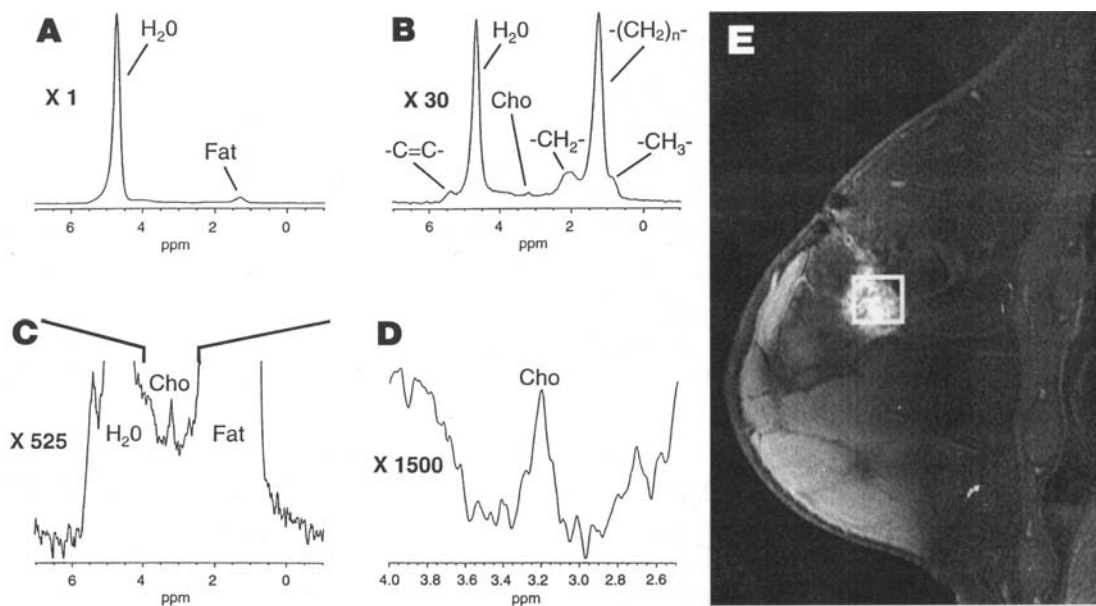 A
H₂0
X 1
Fat
6 4 2 0
ppm
B
H₂0
-(CH₂)ₙ-
X 30
Cho
-CH₂-
-C=C-
-CH₃-
6 4 2 0
ppm
C
Cho
X 525
H₂0
Fat
6 4 2 0
ppm
D
Cho
X 1500
4.0 3.8 3.6 3.4 3.2 3.0 2.8 2.6
ppm
E